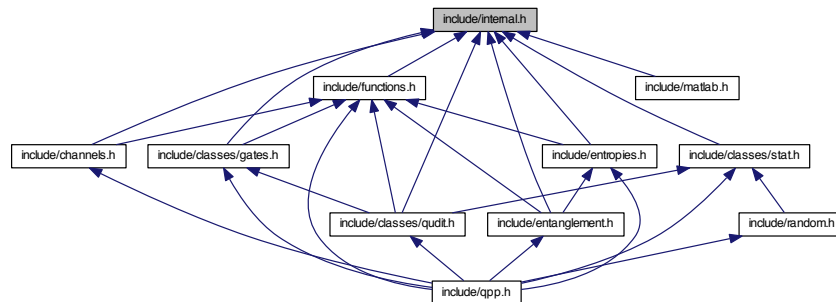 include/internal.h
include/functions.h
include/matlab.h
include/channels.h
include/classes/gates.h
include/entropies.h
include/classes/stat.h
include/classes/qudit.h
include/entanglement.h
include/random.h
include/qpp.h